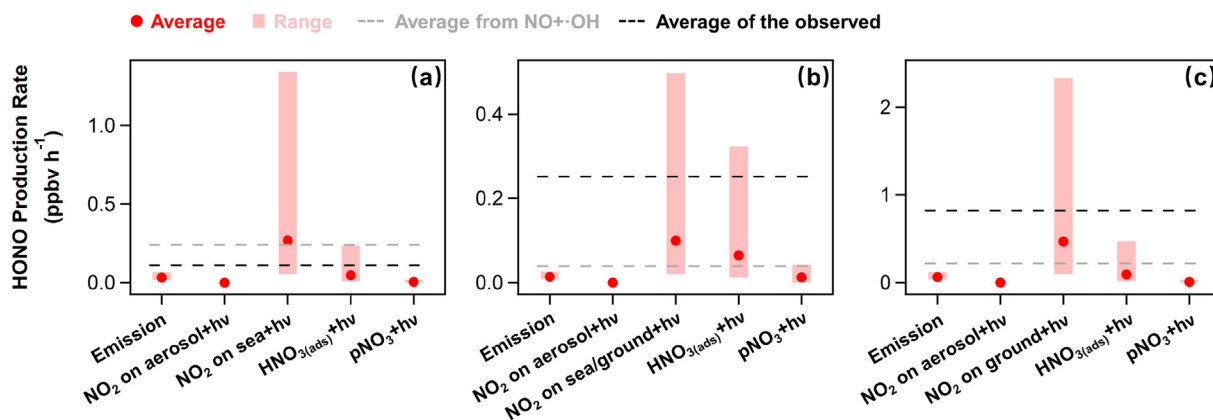 Average Range Average from NO+·OH Average of the observed
HONO Production Rate
(ppbv h⁻¹)
(a)
1.0
0.5
0.0
Emission
NO₂ on aerosol+hν
NO₂ on sea+hν
HNO₃₍ₐdₛ₎+hν
pNO₃+hν
(b)
0.4
0.2
0.0
Emission
NO₂ on aerosol+hν
NO₂ on sea/ground+hν
HNO₃₍ₐdₛ₎+hν
pNO₃+hν
(c)
2
1
0
Emission
NO₂ on aerosol+hν
NO₂ on ground+hν
HNO₃₍ₐdₛ₎+hν
pNO₃+hν